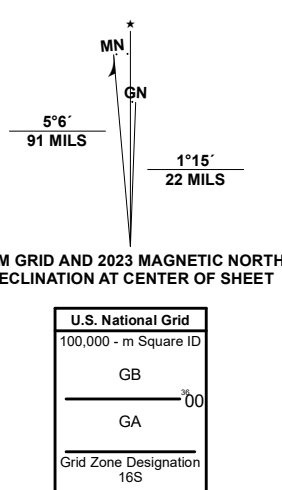 ★
MN
GN
5°6´
91 MILS
1°15´
22 MILS
M GRID AND 2023 MAGNETIC NORTH
ECLINATION AT CENTER OF SHEET
U.S. National Grid
100,000 - m Square ID
GB
3600
GA
Grid Zone Designation
16S